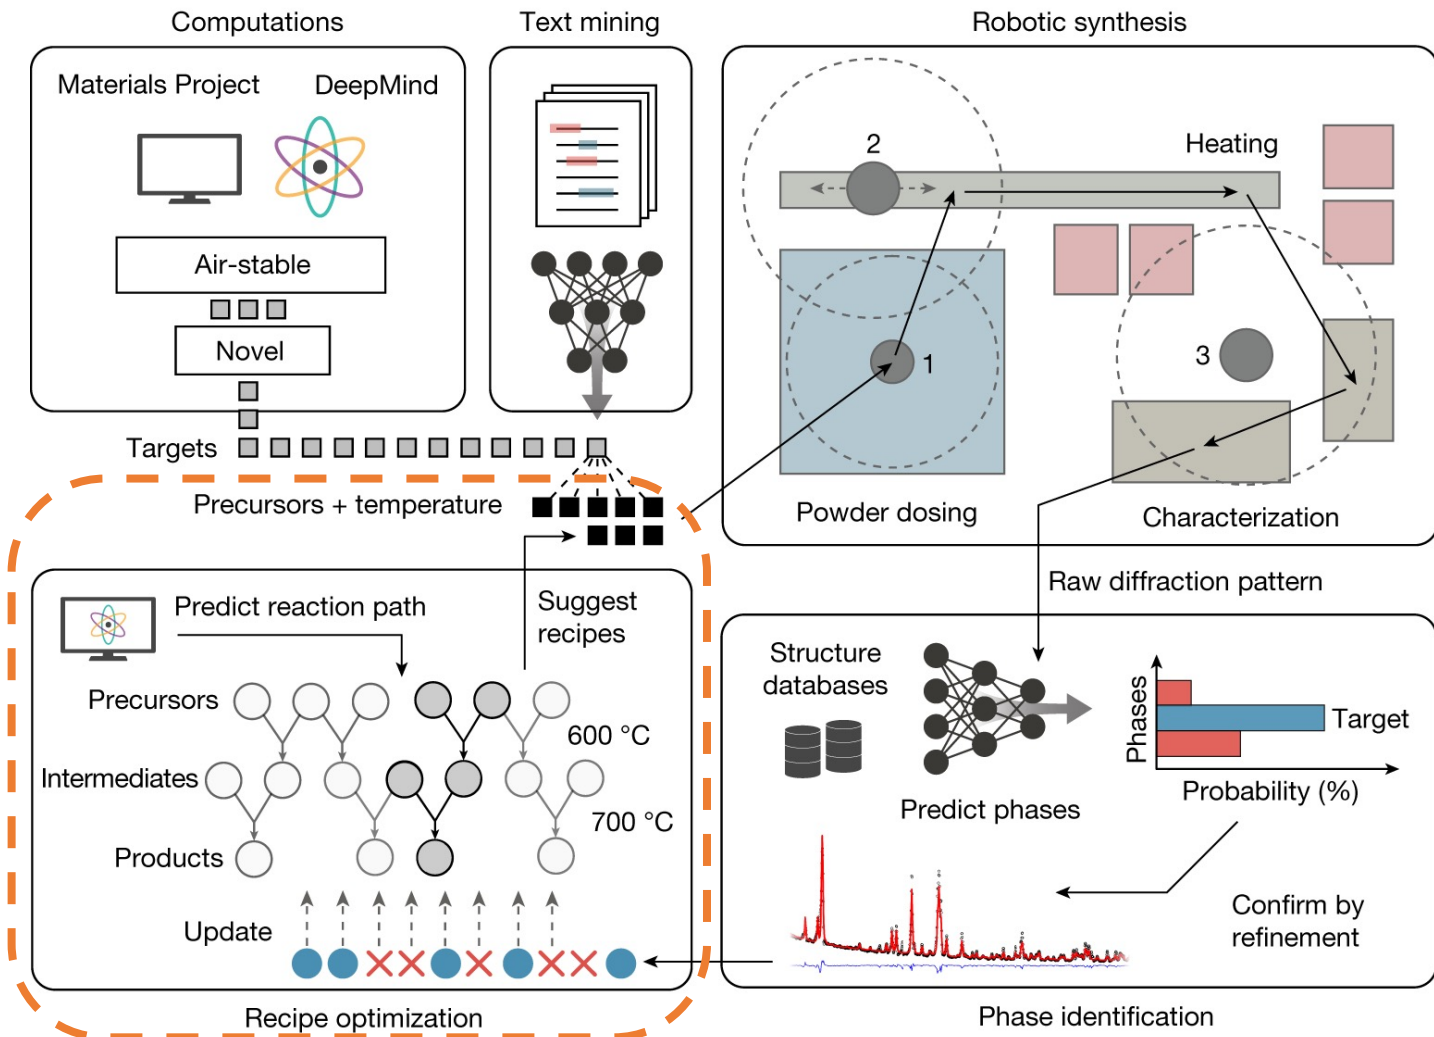 Computations
Text mining
Robotic synthesis
Materials Project
DeepMind
Air-stable
Novel
Targets
2
Heating
1
3
Powder dosing
Characterization
Precursors + temperature
Predict reaction path
Suggest
recipes
Precursors
600 °C
Intermediates
700 °C
Products
Update
Recipe optimization
Raw diffraction pattern
Structure
databases
Predict phases
Phases
Target
Probability (%)
Confirm by
refinement
Phase identification